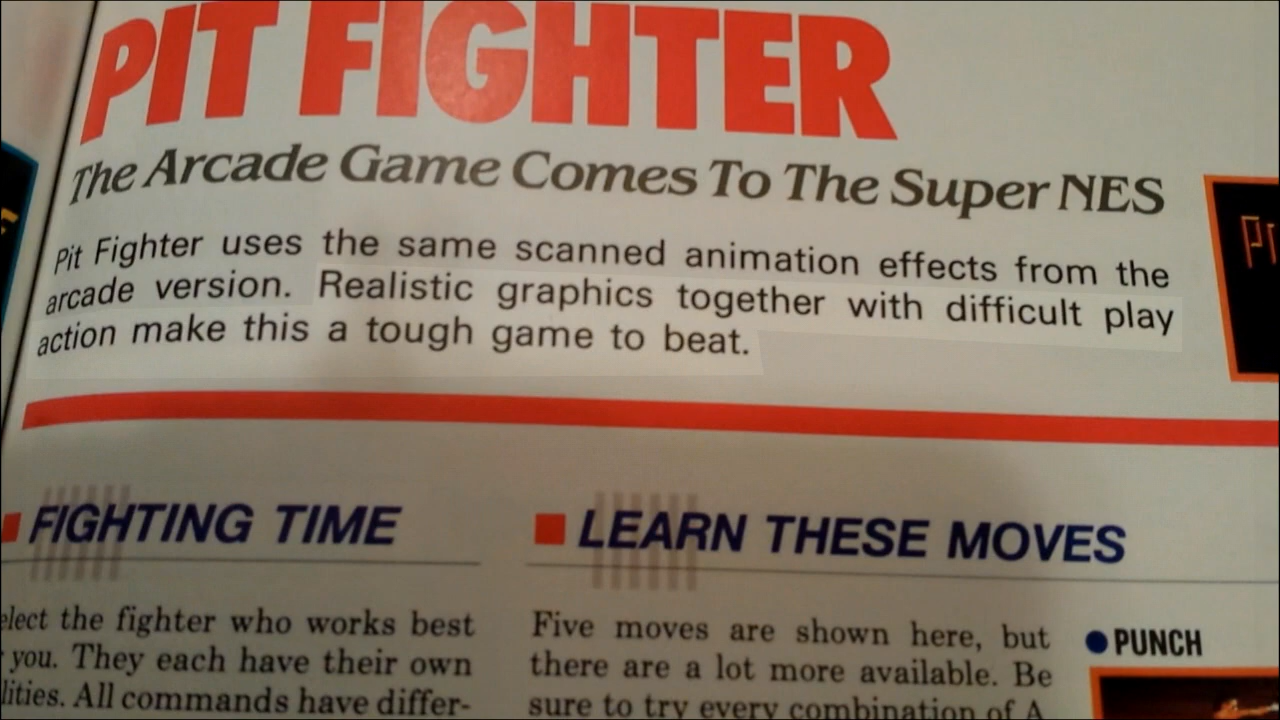 PIT FIGHTER
The Arcade Game Comes To The Super NES
Pit Fighter uses the same scanned animation effects from the
arcade version. Realistic graphics together with difficult play
action make this a tough game to beat.
FIGHTING TIME
elect the fighter who works best
you. They each have their own
lities. All commands have differ-
LEARN THESE MOVES
Five moves are shown here, but
there are a lot more available. Be
sure to try every combination of A
PUNCH